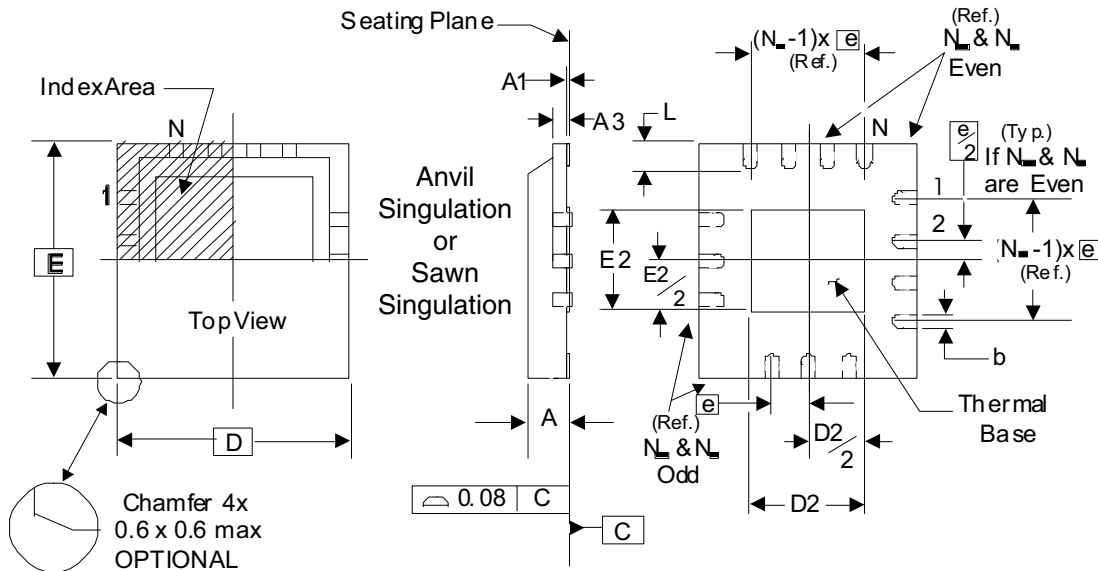 Seating Plane
(Ref.)
(N -1)x e
(Ref.)
N & N
Even
A1
Index Area
A3
L
N
N
e/2
(Typ.)
If N & N
are Even
1
1
2
Anvil
Singulation
or
Sawn
Singulation
E
E2
E2/2
(N -1)x e
(Ref.)
Top View
b
A
e
Thermal
Base
(Ref.)
N & N
Odd
D2/2
D
D2
0.08 C
C
Chamfer 4x
0.6 x 0.6 max
OPTIONAL